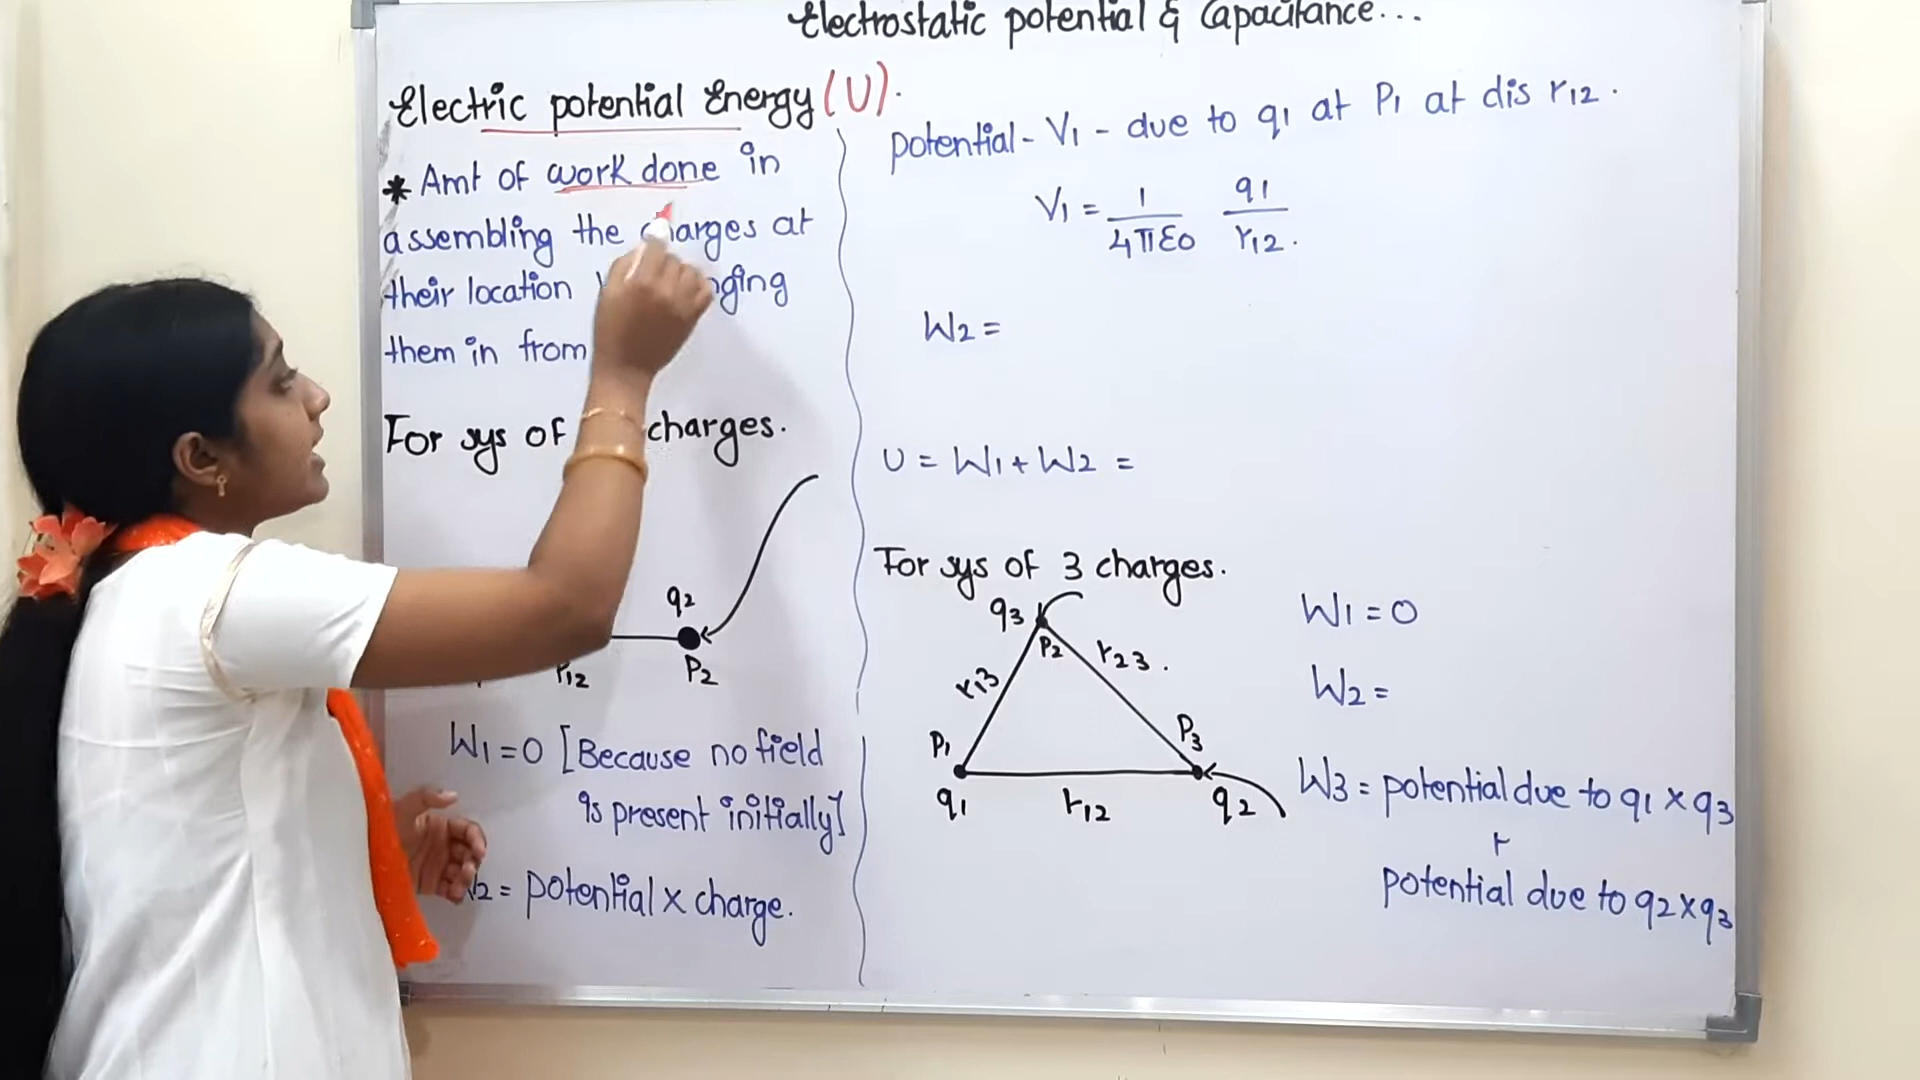 Electrostatic potential & Capacitance...
Electric potential Energy (U).
* Amt of work done in
assembling the charges at
their location
them in from
For sys of charges.
q2
r12
P2
W1 = 0 [Because no field
is present initially]
2 = potential x charge.
potential - V1 - due to q1 at P1 at dis r12.
V1 = 1/4πε0 q1/r12.
W2 =
U = W1 + W2 =
For sys of 3 charges.
q3
P2
r13
r23.
P1
P3
q1
r12
q2
W1 = 0
W2 =
W3 = potential due to q1 x q3
+
potential due to q2 x q3